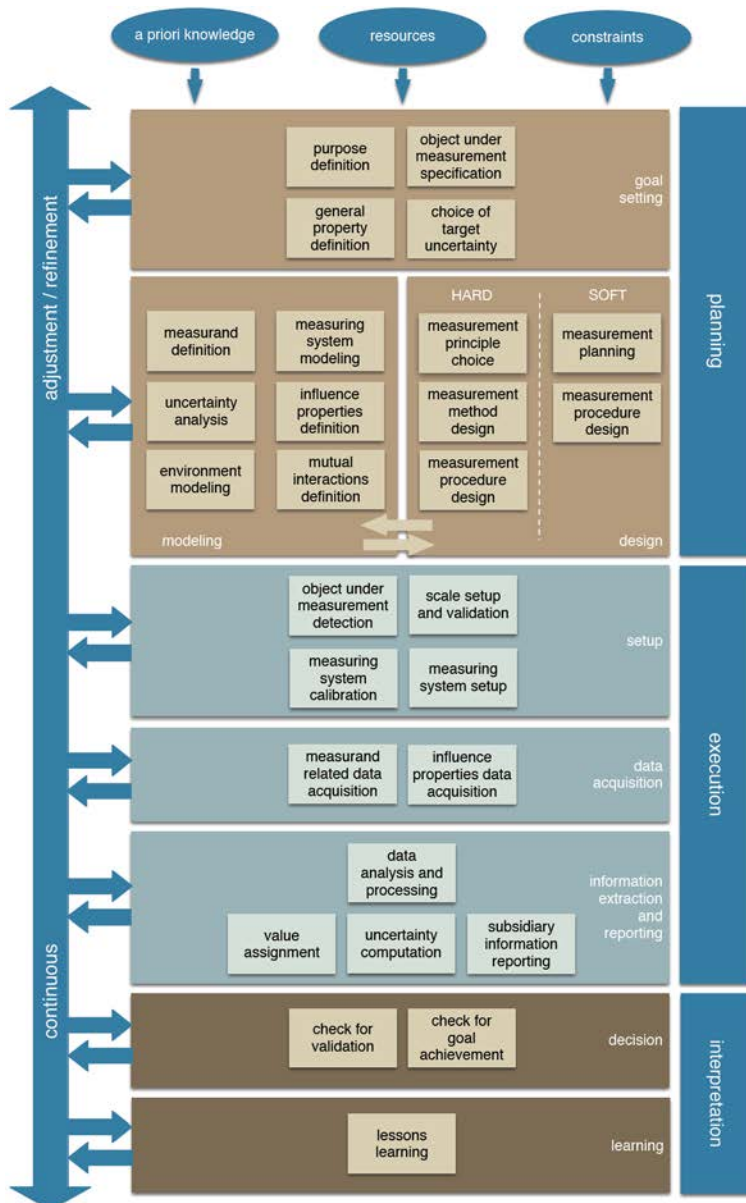 a priori knowledge
resources
constraints
purpose
definition
object under
measurement
specification
goal
setting
general
property
definition
choice of
target
uncertainty
adjustment / refinement
planning
HARD
SOFT
measurand
definition
measuring
system
modeling
measurement
principle
choice
measurement
planning
uncertainty
analysis
influence
properties
definition
measurement
method
design
measurement
procedure
design
environment
modeling
mutual
interactions
definition
measurement
procedure
design
modeling
design
object under
measurement
detection
scale setup
and validation
setup
measuring
system
calibration
measuring
system setup
execution
measurand
related data
acquisition
influence
properties data
acquisition
data
acquisition
data
analysis and
processing
information
extraction
and
reporting
value
assignment
uncertainty
computation
subsidiary
information
reporting
continuous
check for
validation
check for
goal
achievement
decision
interpretation
lessons
learning
learning